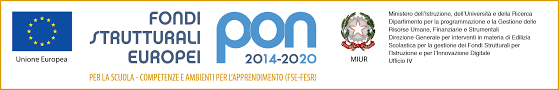 FONDI
STRUTTURALI
EUROPEI
pon
2014-2020
Unione Europea
PER LA SCUOLA - COMPETENZE E AMBIENTI PER L'APPRENDIMENTO (FSE-FESR)
MIUR
Ministero dell'Istruzione, dell'Università e della Ricerca
Dipartimento per la programmazione e la Gestione delle
Risorse Umane, Finanziarie e Strumentali
Direzione Generale per interventi in materia di Edilizia
Scolastica per la gestione dei Fondi Strutturali per
l'Istruzione e per l'Innovazione Digitale
Ufficio IV